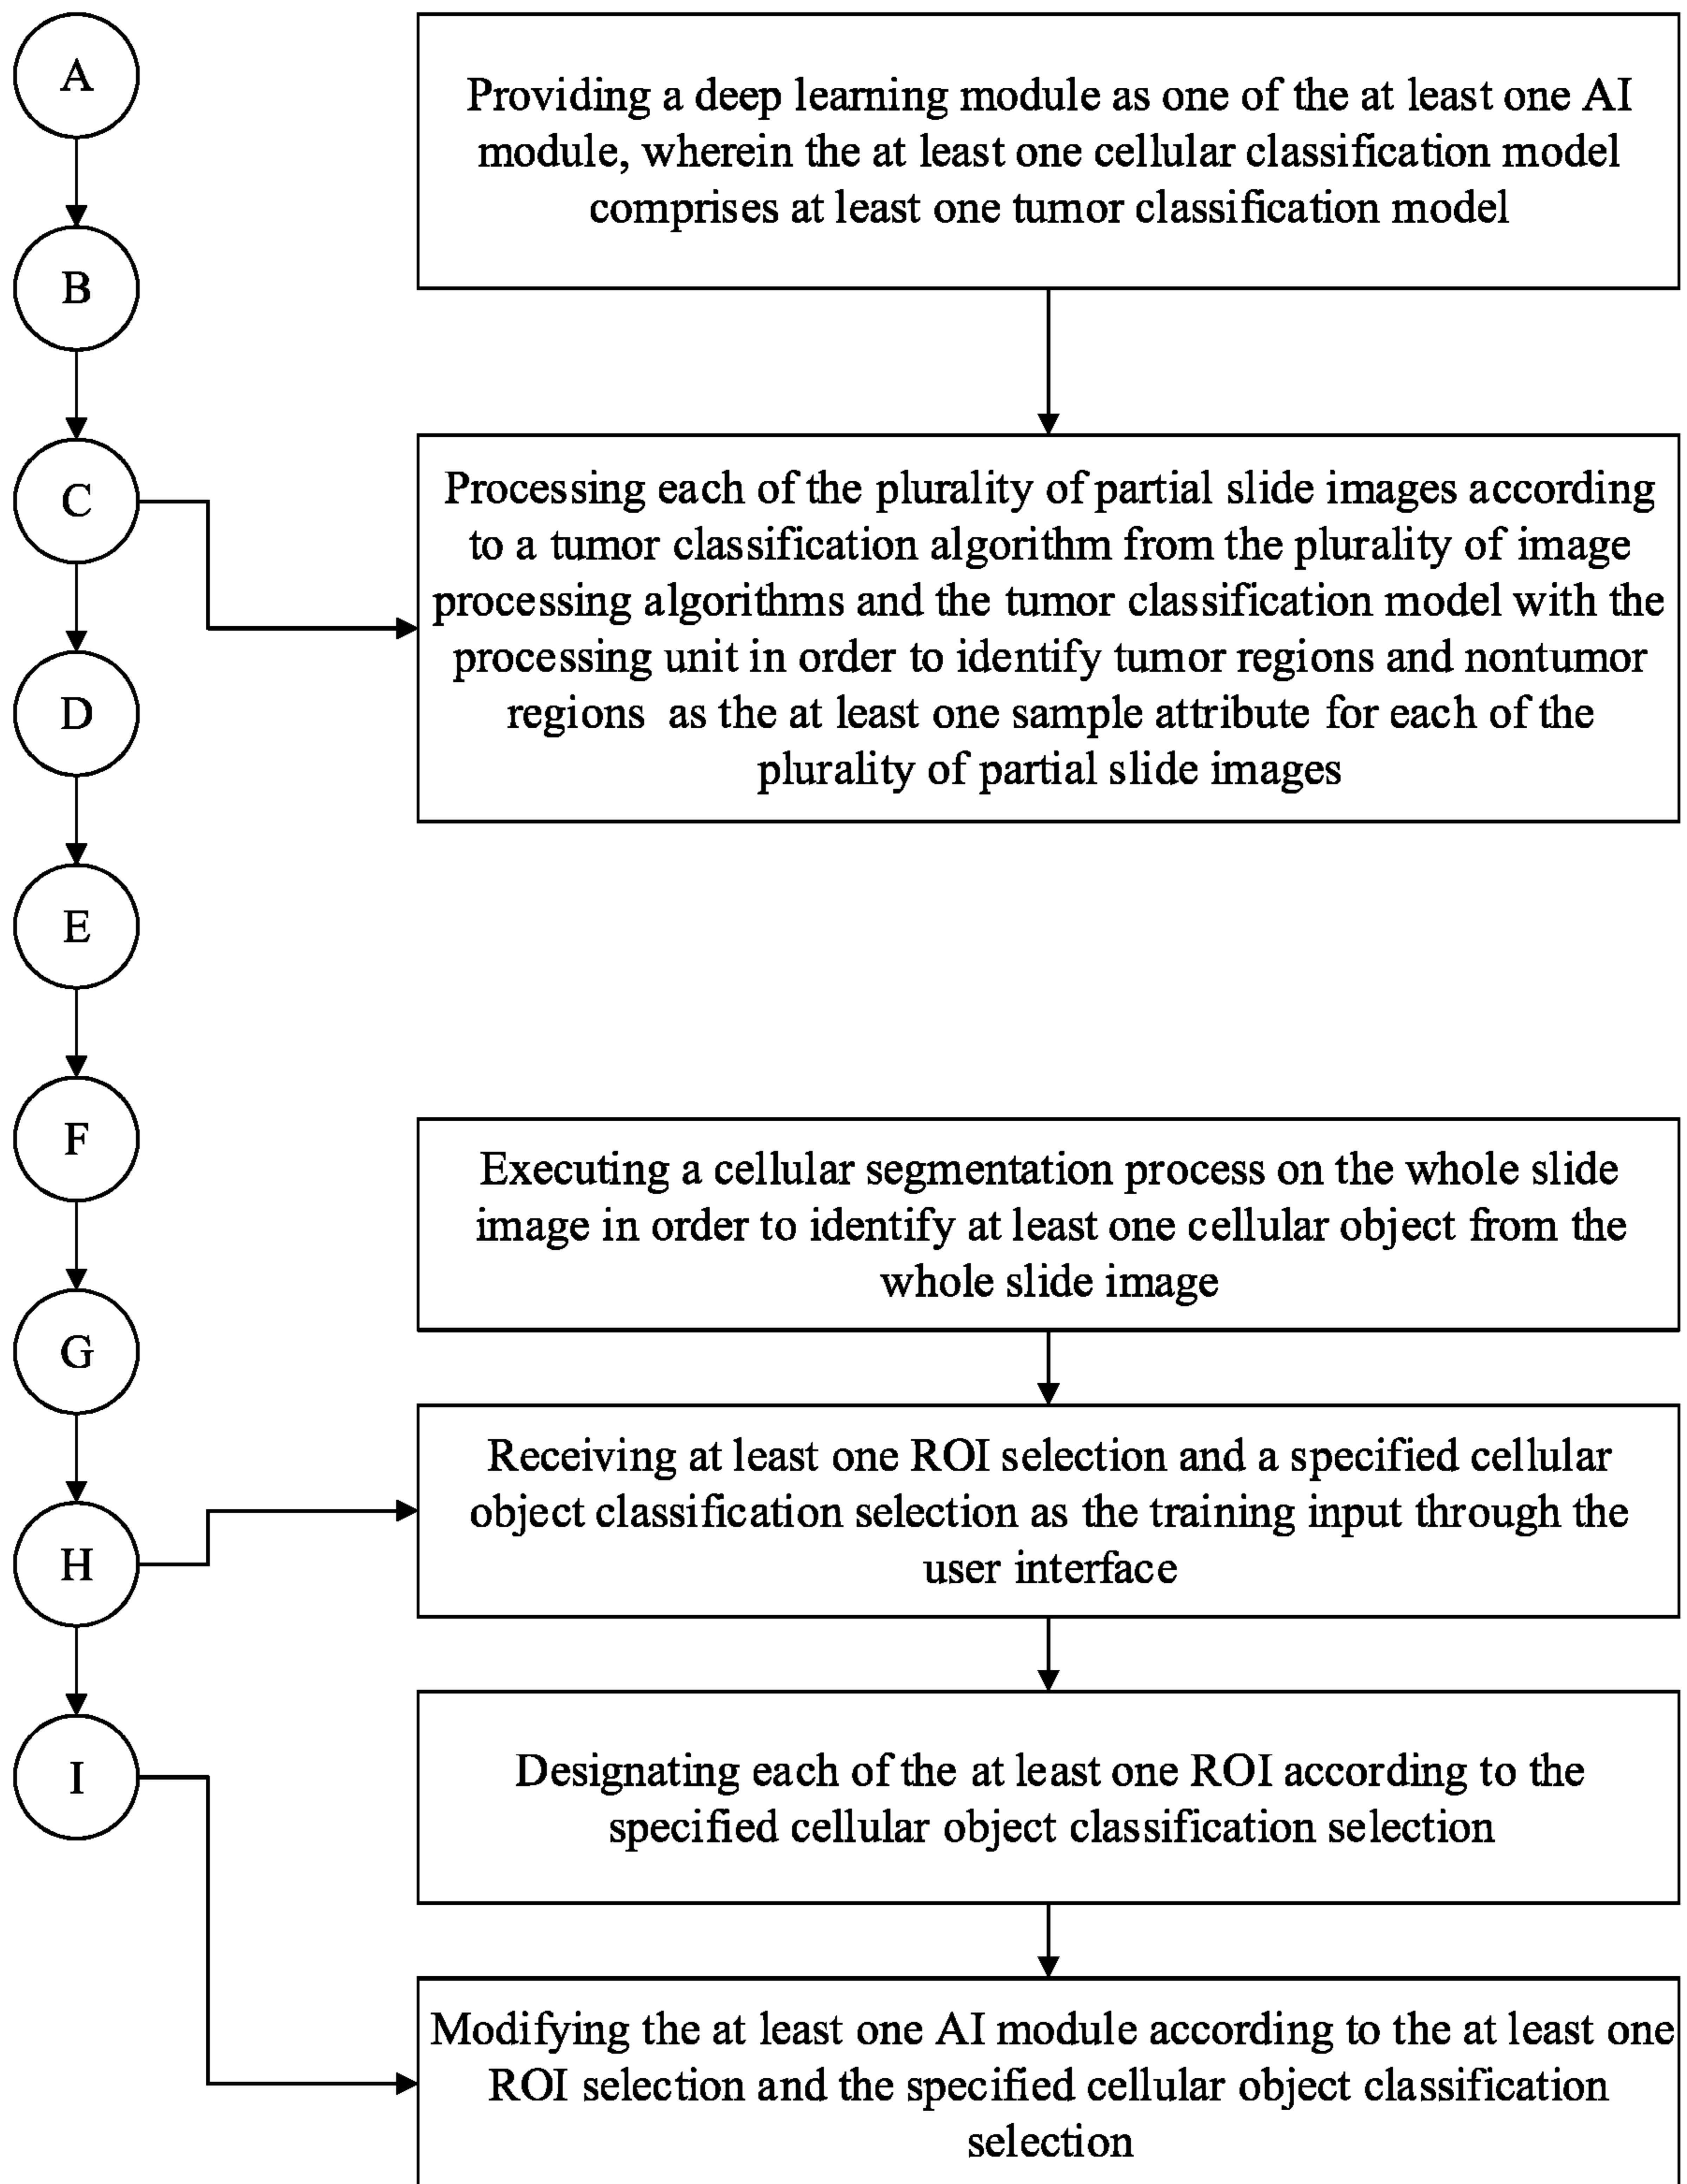 A
B
C
D
E
F
G
H
I
Providing a deep learning module as one of the at least one AI
module, wherein the at least one cellular classification model
comprises at least one tumor classification model
Processing each of the plurality of partial slide images according
to a tumor classification algorithm from the plurality of image
processing algorithms and the tumor classification model with the
processing unit in order to identify tumor regions and nontumor
regions as the at least one sample attribute for each of the
plurality of partial slide images
Executing a cellular segmentation process on the whole slide
image in order to identify at least one cellular object from the
whole slide image
Receiving at least one ROI selection and a specified cellular
object classification selection as the training input through the
user interface
Designating each of the at least one ROI according to the
specified cellular object classification selection
Modifying the at least one AI module according to the at least one
ROI selection and the specified cellular object classification
selection